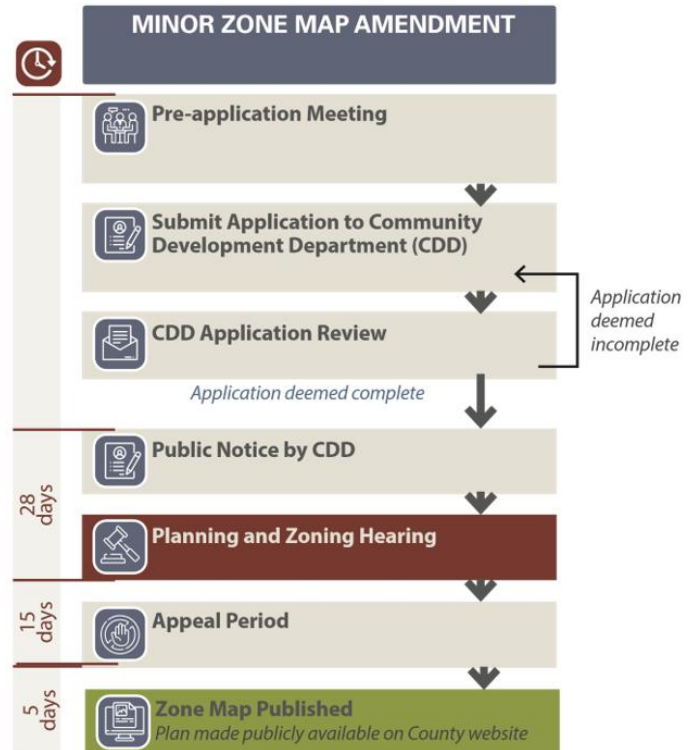 MINOR ZONE MAP AMENDMENT
Pre-application Meeting
Submit Application to Community
Development Department (CDD)
Application
deemed
incomplete
CDD Application Review
Application deemed complete
Public Notice by CDD
28
days
Planning and Zoning Hearing
15
days
Appeal Period
5
days
Zone Map Published
Plan made publicly available on County website